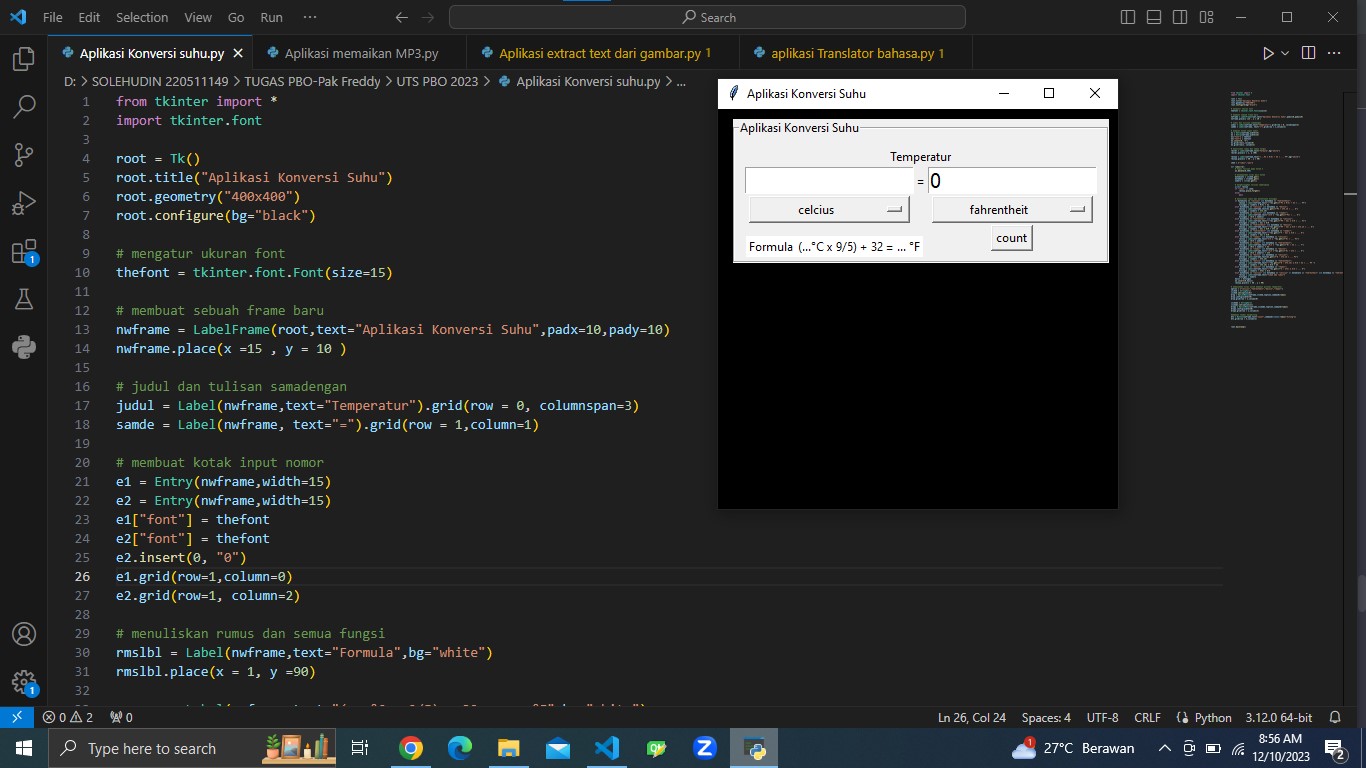 File Edit Selection View Go Run ··· Search
Aplikasi Konversi suhu.py Aplikasi memaikan MP3.py Aplikasi extract text dari gambar.py 1 aplikasi Translator bahasa.py 1
D: > SOLEHUDIN 220511149 > TUGAS PBO-Pak Freddy > UTS PBO 2023 > Aplikasi Konversi suhu.py > ...
1 from tkinter import *
2 import tkinter.font
3
4 root = Tk()
5 root.title("Aplikasi Konversi Suhu")
6 root.geometry("400x400")
7 root.configure(bg="black")
8
9 # mengatur ukuran font
10 thefont = tkinter.font.Font(size=15)
11
12 # membuat sebuah frame baru
13 nwframe = LabelFrame(root,text="Aplikasi Konversi Suhu",padx=10,pady=10)
14 nwframe.place(x =15 , y = 10 )
15
16 # judul dan tulisan samadengan
17 judul = Label(nwframe,text="Temperatur").grid(row = 0, columnspan=3)
18 samde = Label(nwframe, text="=").grid(row = 1,column=1)
19
20 # membuat kotak input nomor
21 e1 = Entry(nwframe,width=15)
22 e2 = Entry(nwframe,width=15)
23 e1["font"] = thefont
24 e2["font"] = thefont
25 e2.insert(0, "0")
26 e1.grid(row=1,column=0)
27 e2.grid(row=1, column=2)
28
29 # menuliskan rumus dan semua fungsi
30 rmslbl = Label(nwframe,text="Formula",bg="white")
31 rmslbl.place(x = 1, y =90)
32
Aplikasi Konversi Suhu
Aplikasi Konversi Suhu
Temperatur
= 0
celcius fahrentheit
Formula (...°C x 9/5) + 32 = ... °F count
1
1
0 2 0 Ln 26, Col 24 Spaces: 4 UTF-8 CRLF Python 3.12.0 64-bit
Type here to search 1 27°C Berawan 8:56 AM
12/10/2023 2